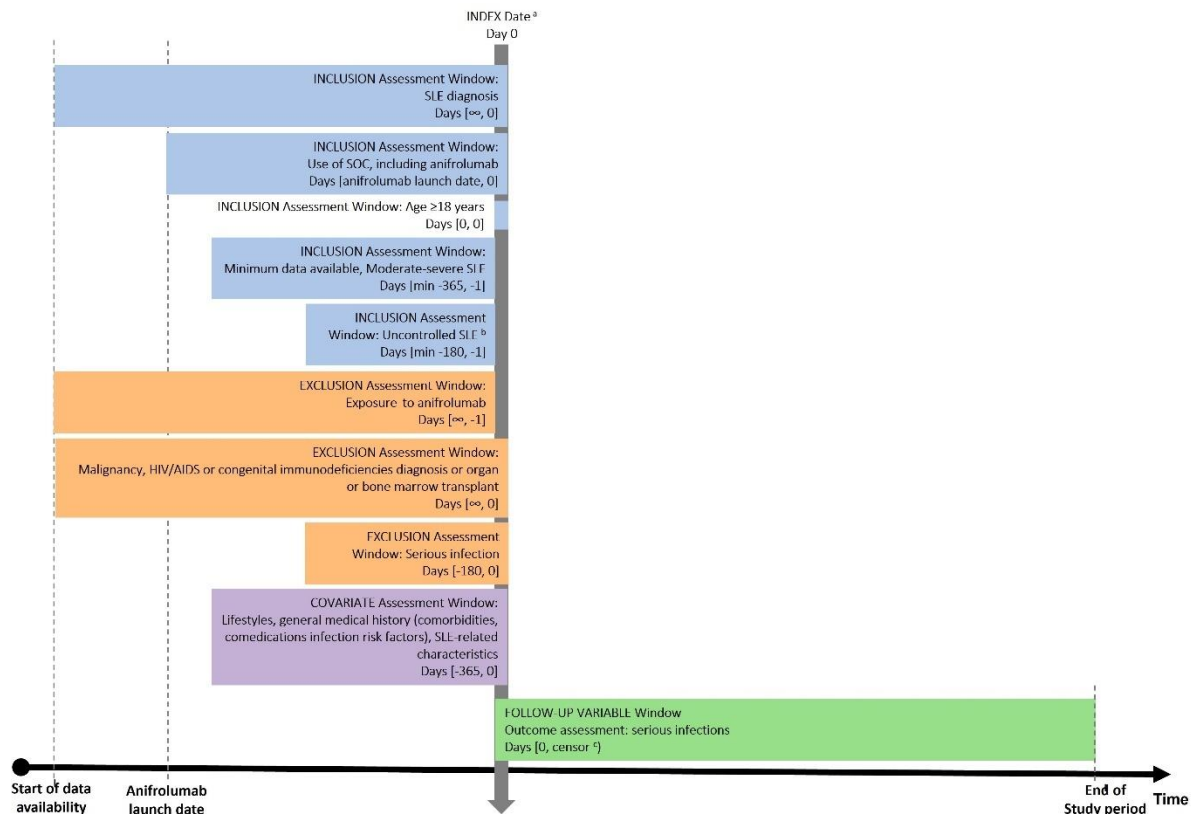 INDEX Date a
Day 0
INCLUSION Assessment Window:
SLE diagnosis
Days [∞, 0]
INCLUSION Assessment Window:
Use of SOC, including anifrolumab
Days [anifrolumab launch date, 0]
INCLUSION Assessment Window: Age ≥18 years
Days [0, 0]
INCLUSION Assessment Window:
Minimum data available, Moderate-severe SLE
Days [min -365, -1]
INCLUSION Assessment
Window: Uncontrolled SLE b
Days [min -180, -1]
EXCLUSION Assessment Window:
Exposure to anifrolumab
Days [∞, -1]
EXCLUSION Assessment Window:
Malignancy, HIV/AIDS or congenital immunodeficiencies diagnosis or organ
or bone marrow transplant
Days [∞, 0]
EXCLUSION Assessment
Window: Serious infection
Days [-180, 0]
COVARIATE Assessment Window:
Lifestyles, general medical history (comorbidities,
comedications infection risk factors), SLE-related
characteristics
Days [-365, 0]
FOLLOW-UP VARIABLE Window
Outcome assessment: serious infections
Days [0, censor c)
Start of data
availability
Anifrolumab
launch date
End of
Study period
Time